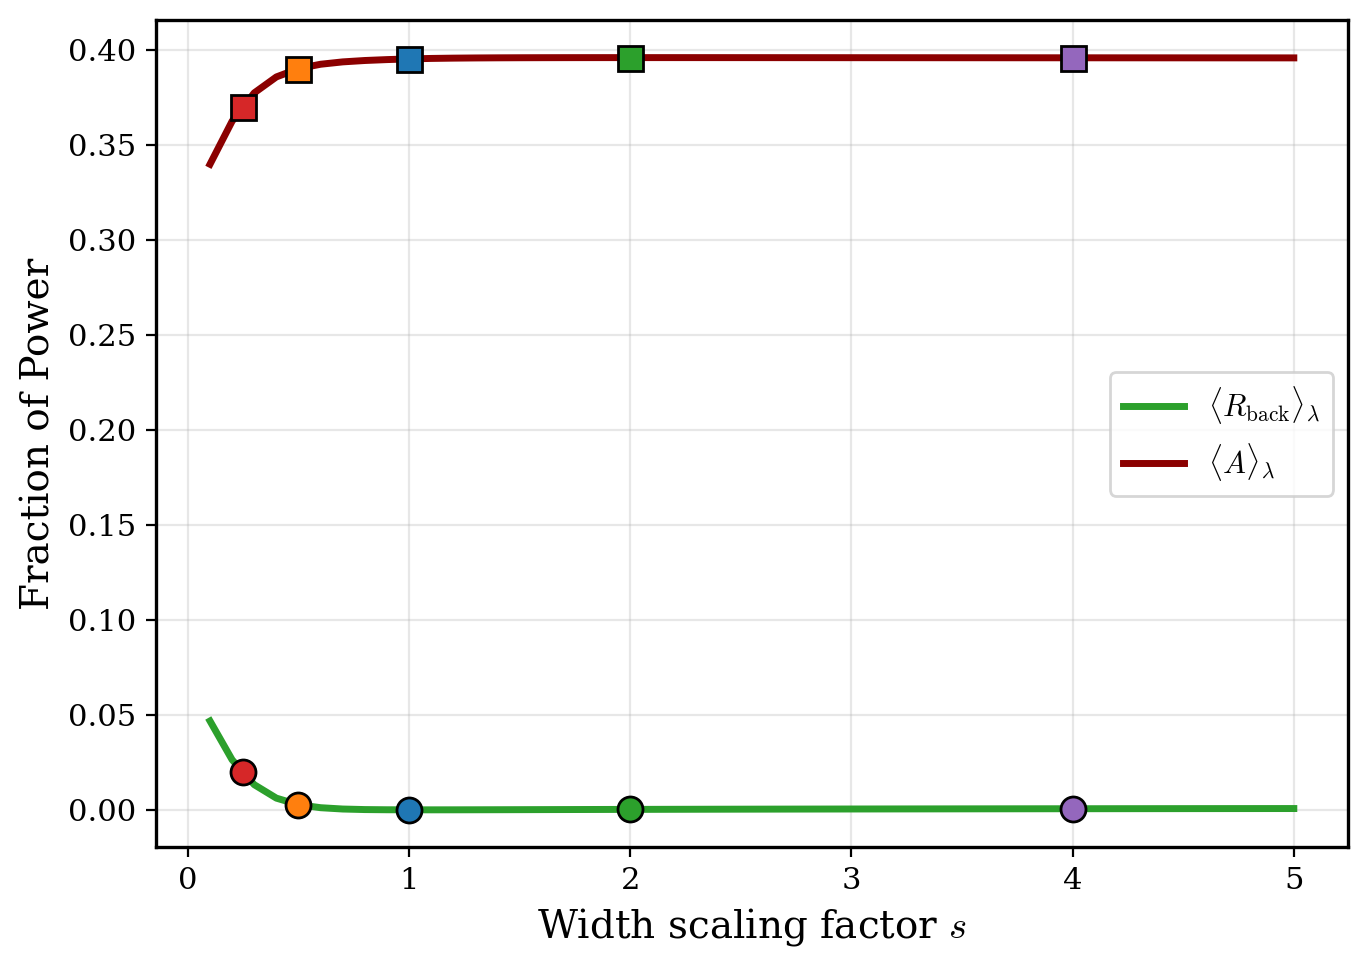 0.40
0.35
0.30
0.25
0.20
0.15
0.10
0.05
0.00
Fraction of Power
⟨R_back⟩_λ
⟨A⟩_λ
0 1 2 3 4 5
Width scaling factor s